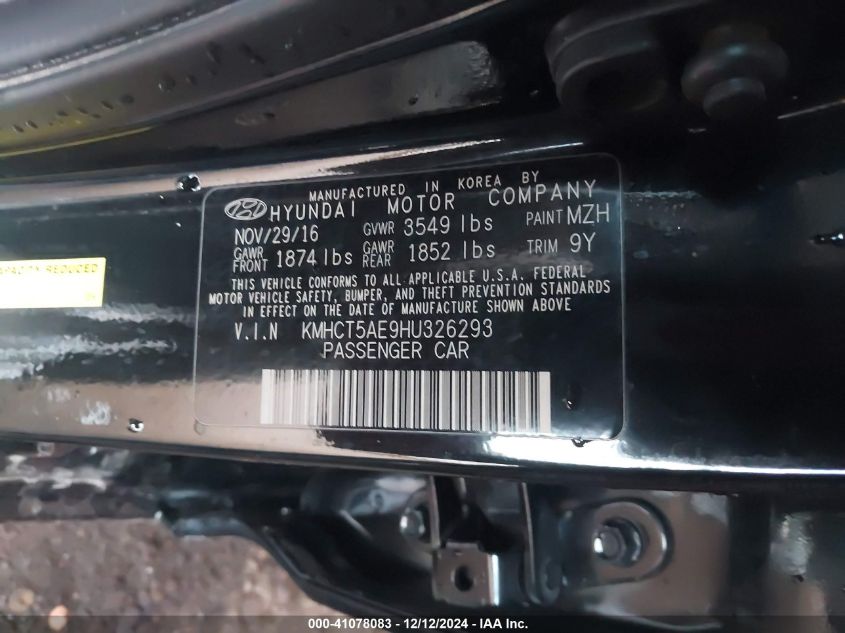 MANUFACTURED IN KOREA BY
HYUNDAI MOTOR COMPANY
NOV/29/16 GVWR 3549 lbs PAINT MZH
GAWR FRONT 1874 lbs GAWR REAR 1852 lbs TRIM 9Y
THIS VEHICLE CONFORMS TO ALL APPLICABLE U.S.A. FEDERAL
MOTOR VEHICLE SAFETY, BUMPER, AND THEFT PREVENTION STANDARDS
IN EFFECT ON THE DATE OF MANUFACTURE SHOWN ABOVE
V.I.N KMHCT5AE9HU326293
PASSENGER CAR
CAPACITY REDUCED
000-41078083 - 12/12/2024 - IAA Inc.